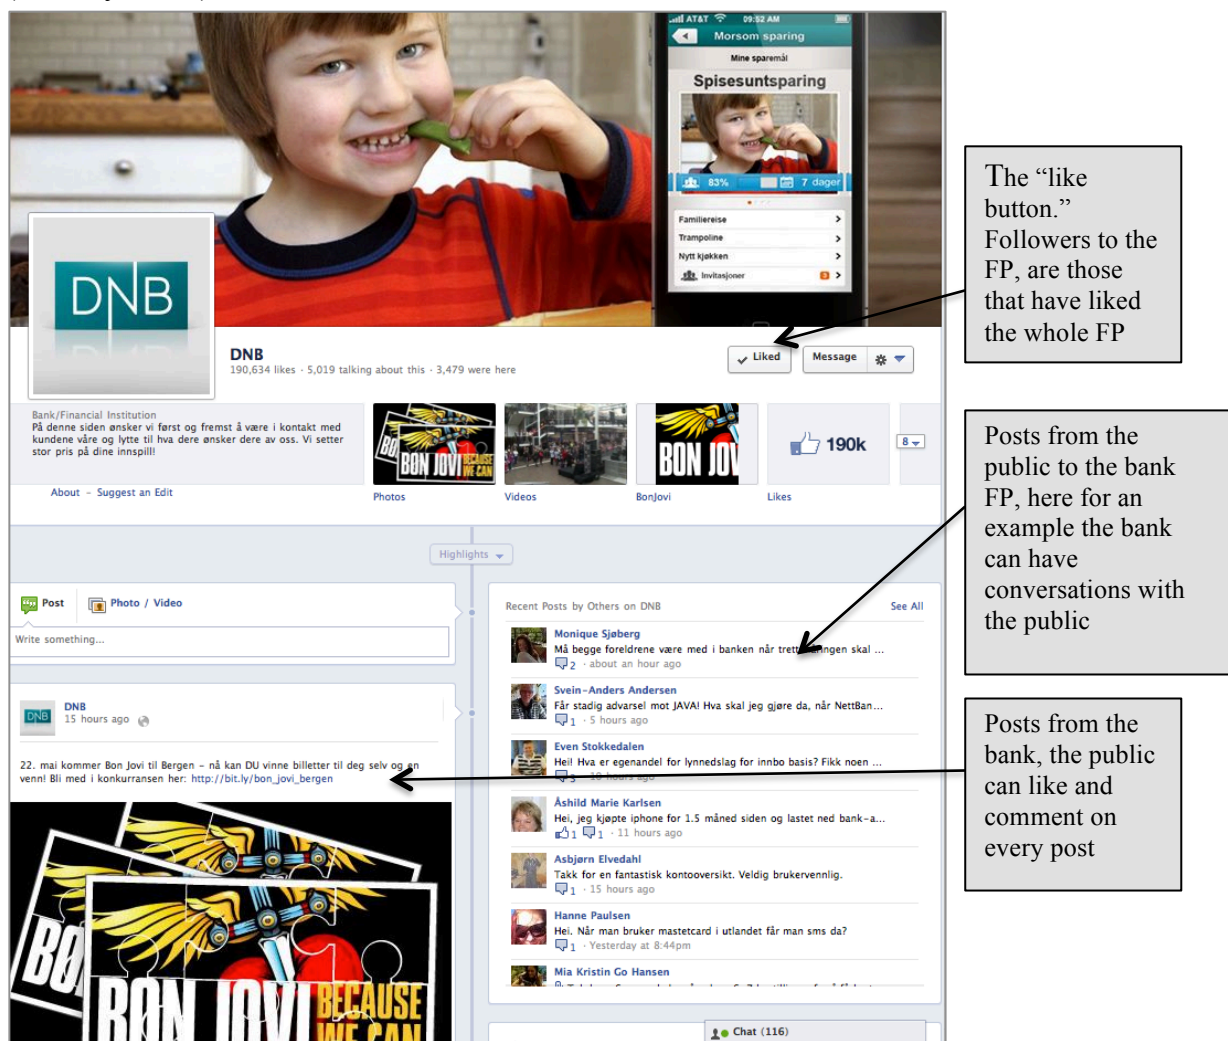 AT&T 09:52 AM
Morsom sparing
Mine sparemål
Spisesuntsparing
83% 7 dager
Familiereise
Trampoline
Nytt kjøkken
Invitasjoner 3
DNB
DNB
190,634 likes · 5,019 talking about this · 3,479 were here
Liked
Message
Bank/Financial Institution
På denne siden ønsker vi først og fremst å være i kontakt med
kundene våre og lytte til hva dere ønsker dere av oss. Vi setter
stor pris på dine innspill!
About – Suggest an Edit
BON JOVI BECAUSE WE CAN
Photos
Videos
BON JOV
BonJovi
190k
Likes
8
Highlights
Post
Photo / Video
Write something...
DNB
DNB
15 hours ago
22. mai kommer Bon Jovi til Bergen – nå kan DU vinne billetter til deg selv og en
venn! Bli med i konkurransen her: http://bit.ly/bon_jovi_bergen
BON JOVI BECAUSE
WE CAN
Recent Posts by Others on DNB
See All
Monique Sjøberg
Må begge foreldrene være med i banken når skal ...
2 · about an hour ago
Svein-Anders Andersen
Får stadig advarsel mot JAVA! Hva skal jeg gjøre da, når NettBan...
1 · 5 hours ago
Even Stokkedalen
Hei! Hva er egenandel for lynnedslag for innbo basis? Fikk noen ...
hours ago
Åshild Marie Karlsen
Hei, jeg kjøpte iphone for 1.5 måned siden og lastet ned bank-a...
1 1 · 11 hours ago
Asbjørn Elvedahl
Takk for en fantastisk kontooversikt. Veldig brukervennlig.
1 · 15 hours ago
Hanne Paulsen
Hei. Når man bruker mastetcard i utlandet får man sms da?
1 · Yesterday at 8:44pm
Mia Kristin Go Hansen
Chat (116)
The “like
button.”
Followers to the
FP, are those
that have liked
the whole FP
Posts from the
public to the bank
FP, here for an
example the bank
can have
conversations with
the public
Posts from the
bank, the public
can like and
comment on
every post